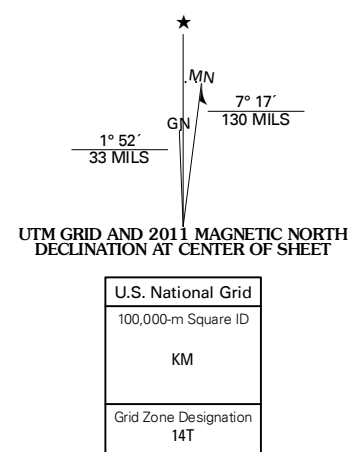 ★
MN
GN
7° 17´
130 MILS
1° 52´
33 MILS
UTM GRID AND 2011 MAGNETIC NORTH
DECLINATION AT CENTER OF SHEET
U.S. National Grid
100,000-m Square ID
KM
Grid Zone Designation
14T